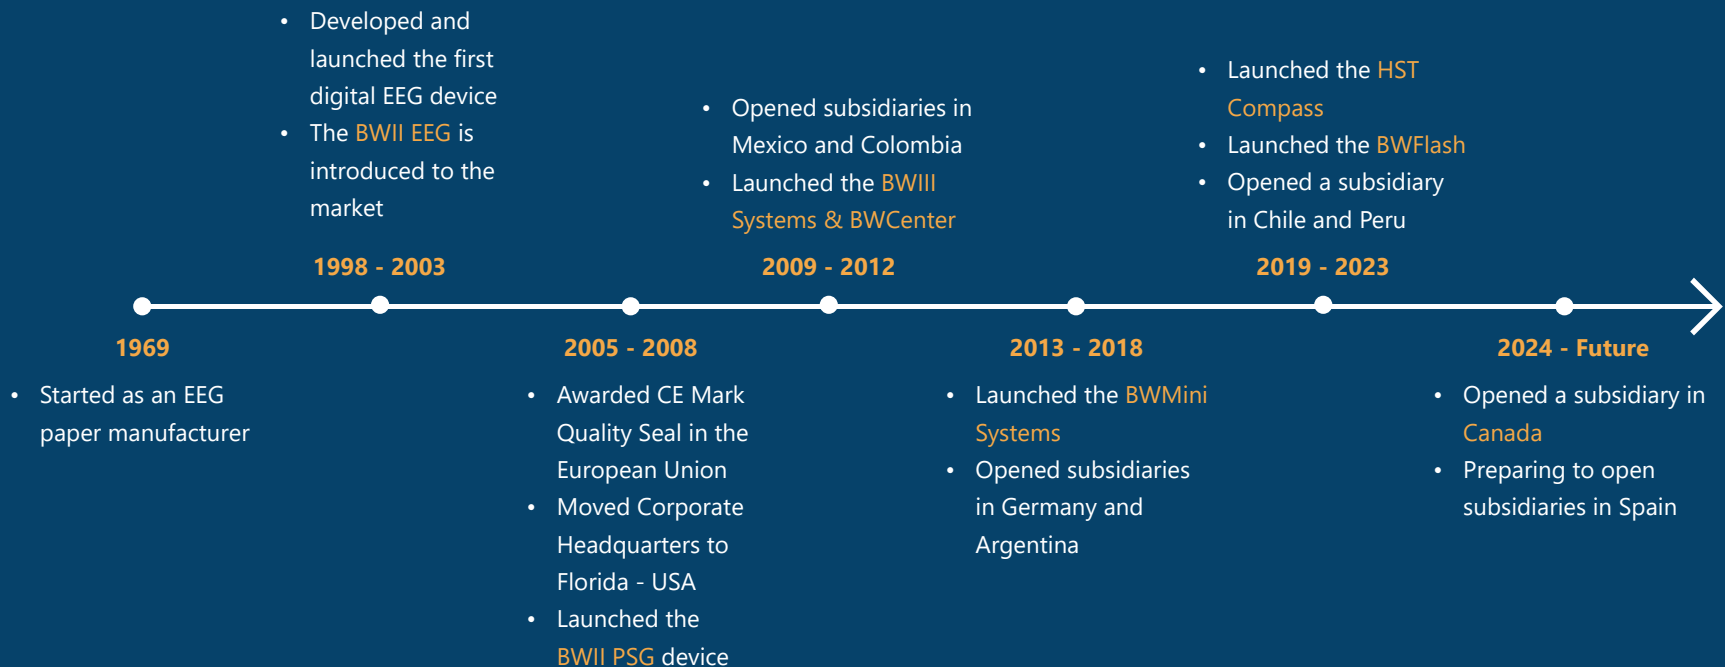 • Developed and
launched the first
digital EEG device
• The BWII EEG is
introduced to the
market
1998 - 2003
• Opened subsidiaries in
Mexico and Colombia
• Launched the BWIII
Systems & BWCenter
2009 - 2012
• Launched the HST
Compass
• Launched the BWFlash
• Opened a subsidiary
in Chile and Peru
2019 - 2023
1969
• Started as an EEG
paper manufacturer
2005 - 2008
• Awarded CE Mark
Quality Seal in the
European Union
• Moved Corporate
Headquarters to
Florida - USA
• Launched the
BWII PSG device
2013 - 2018
• Launched the BWMini
Systems
• Opened subsidiaries
in Germany and
Argentina
2024 - Future
• Opened a subsidiary in
Canada
• Preparing to open
subsidiaries in Spain